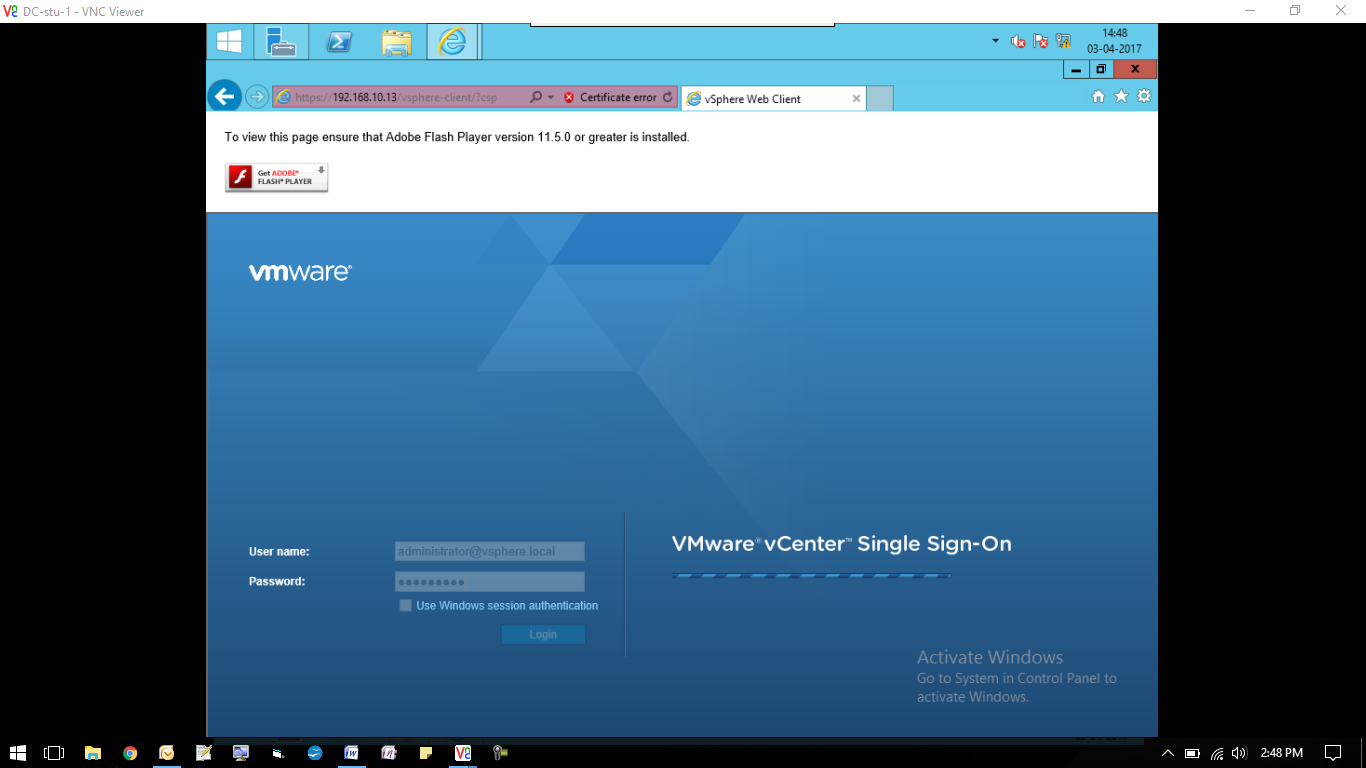 DC-stu-1 - VNC Viewer
14:48
03-04-2017
https://192.168.10.13/vsphere-client/?csp
Certificate error
vSphere Web Client
To view this page ensure that Adobe Flash Player version 11.5.0 or greater is installed.
Get ADOBE®
FLASH® PLAYER
vmware®
VMware® vCenter™ Single Sign-On
User name:
administrator@vsphere.local
Password:
Use Windows session authentication
Login
Activate Windows
Go to System in Control Panel to
activate Windows.
2:48 PM